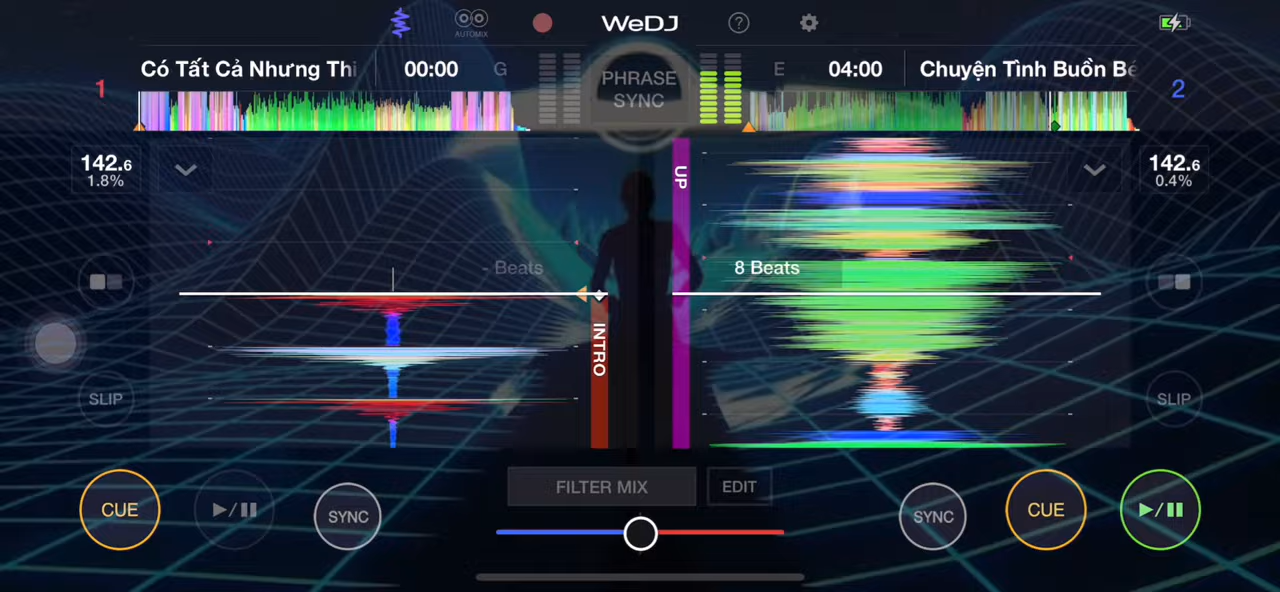 AUTOMIX
WeDJ
?
1
Có Tất Cả Nhưng Thi
00:00
G
PHRASE
SYNC
E
04:00
Chuyện Tình Buồn Bé
2
142.6
1.8%
142.6
0.4%
UP
- Beats
8 Beats
INTRO
SLIP
SLIP
FILTER MIX
EDIT
CUE
▶/❚❚
SYNC
SYNC
CUE
▶/❚❚